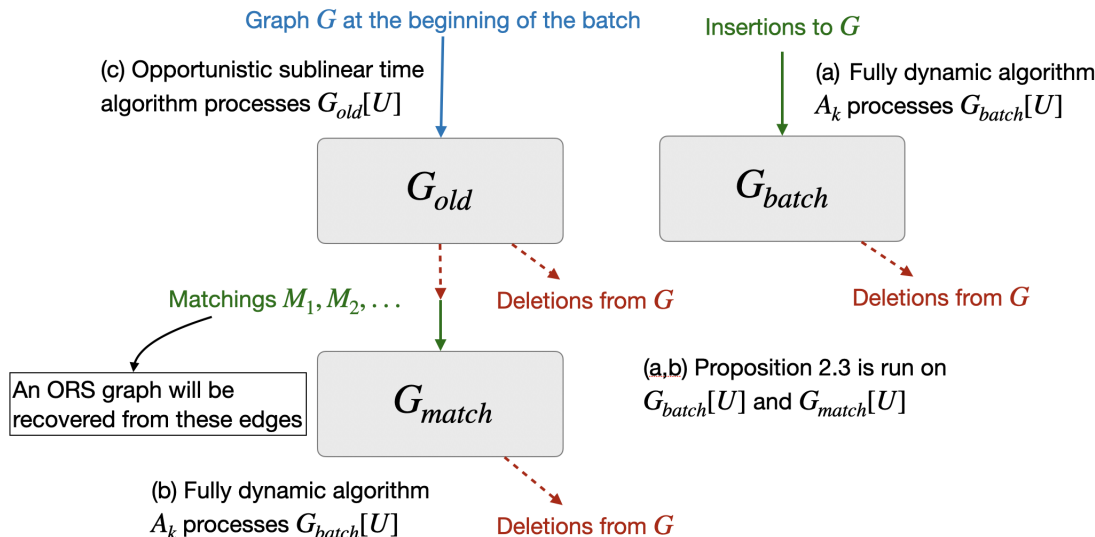 Graph G at the beginning of the batch
Insertions to G
(c) Opportunistic sublinear time
algorithm processes G_old[U]
(a) Fully dynamic algorithm
A_k processes G_batch[U]
G_old
G_batch
Matchings M_1, M_2, . . .
Deletions from G
Deletions from G
An ORS graph will be
recovered from these edges
G_match
(a,b) Proposition 2.3 is run on
G_batch[U] and G_match[U]
(b) Fully dynamic algorithm
A_k processes G_batch[U]
Deletions from G